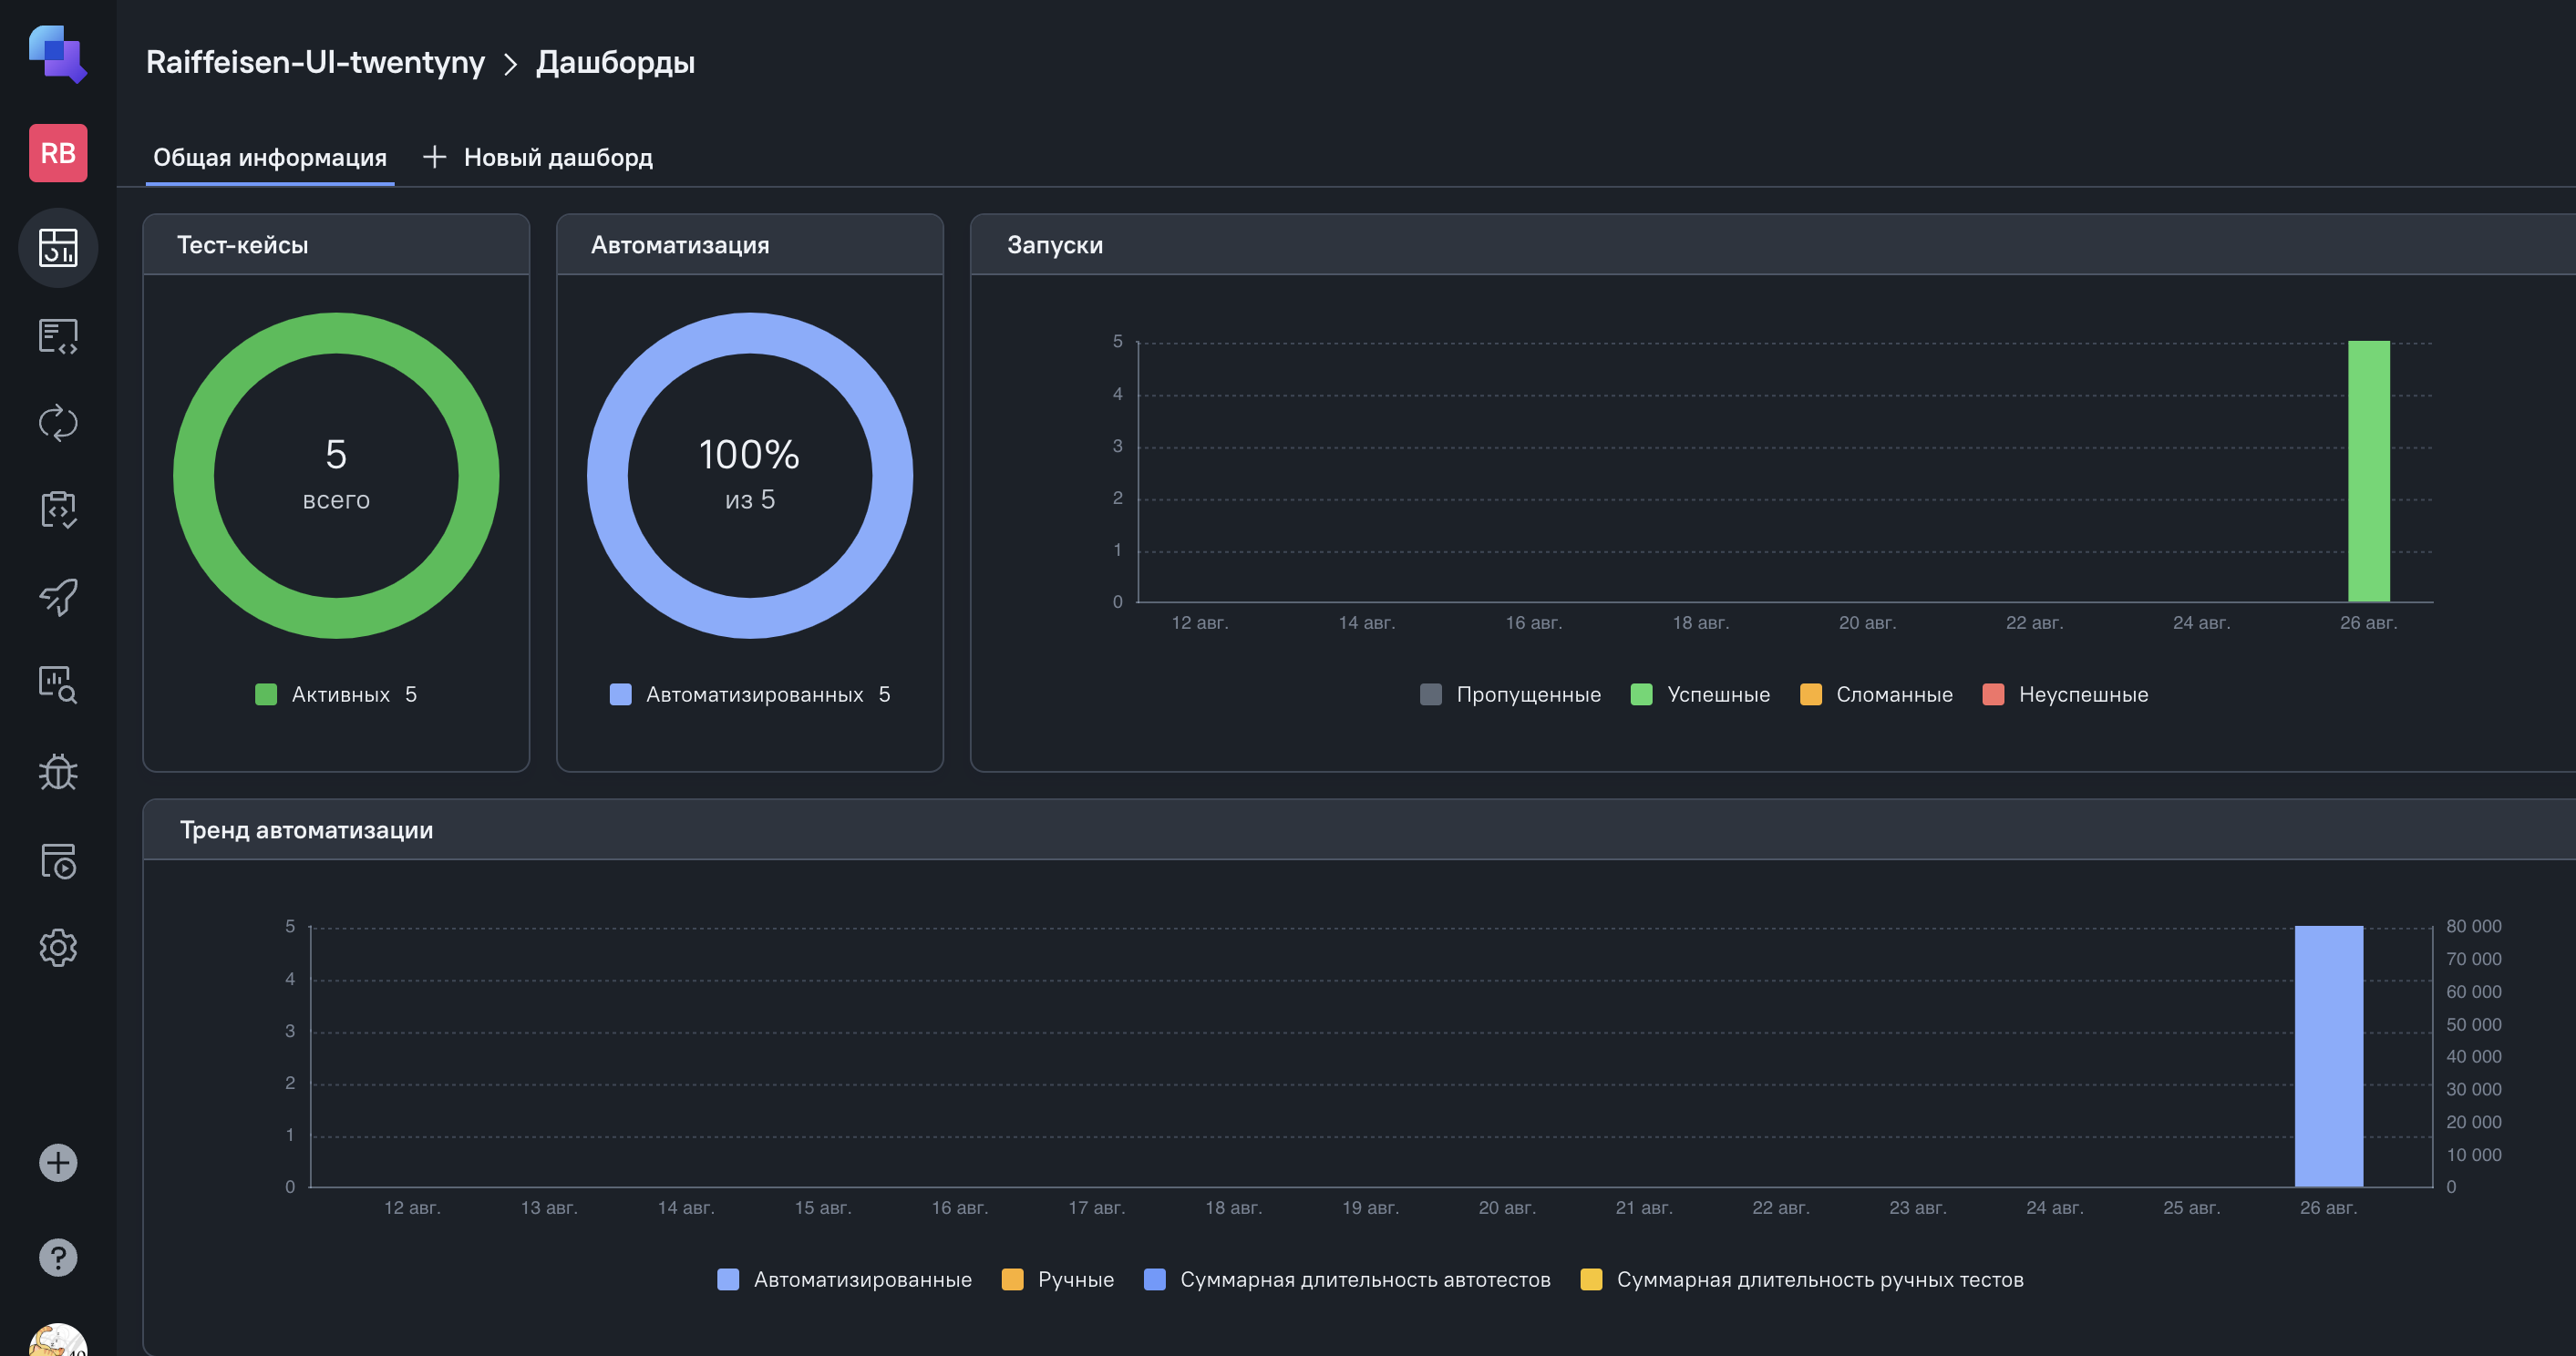 Raiffeisen-UI-twentyny > Дашборды
RB
Общая информация
+ Новый дашборд
Тест-кейсы
5
всего
Активных 5
Автоматизация
100%
из 5
Автоматизированных 5
Запуски
5
4
3
2
1
0
12 авг. 14 авг. 16 авг. 18 авг. 20 авг. 22 авг. 24 авг. 26 авг.
Пропущенные Успешные Сломанные Неуспешные
Тренд автоматизации
5
4
3
2
1
0
80 000
70 000
60 000
50 000
40 000
30 000
20 000
10 000
0
12 авг. 13 авг. 14 авг. 15 авг. 16 авг. 17 авг. 18 авг. 19 авг. 20 авг. 21 авг. 22 авг. 23 авг. 24 авг. 25 авг. 26 авг.
Автоматизированные Ручные Суммарная длительность автотестов Суммарная длительность ручных тестов
?